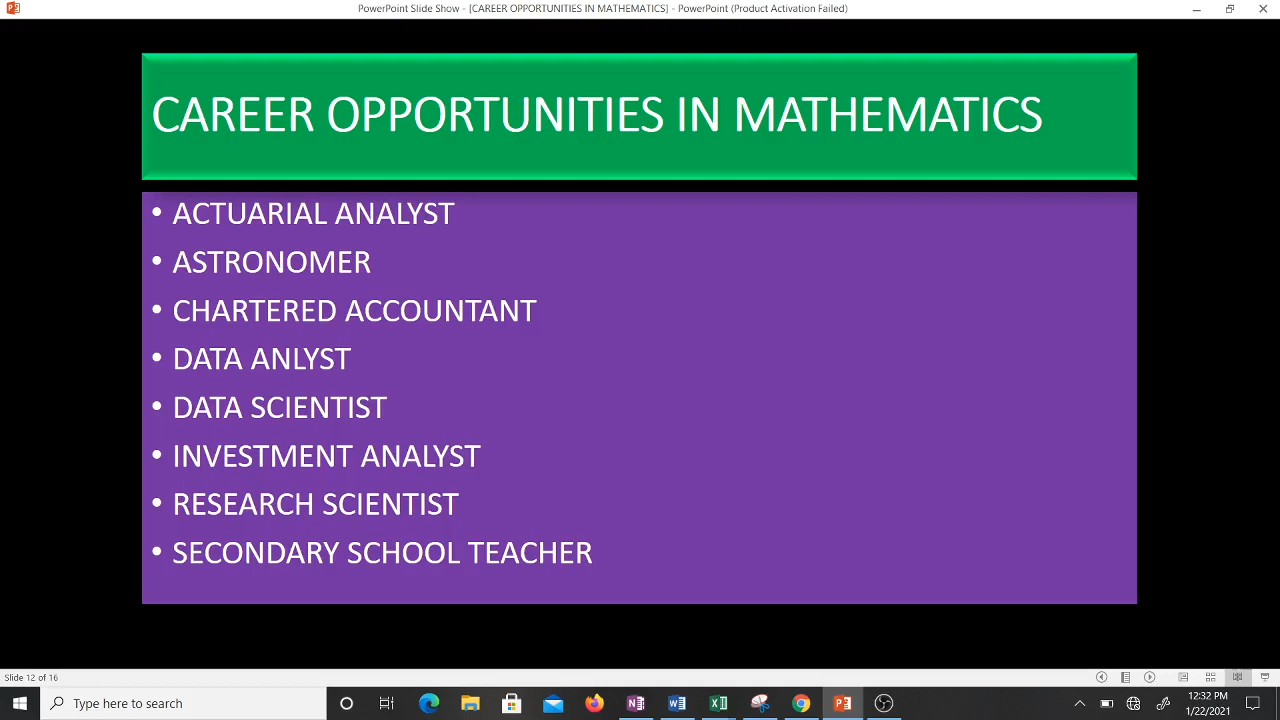 PowerPoint Slide Show - [CAREER OPPORTUNITIES IN MATHEMATICS] - PowerPoint (Product Activation Failed)
CAREER OPPORTUNITIES IN MATHEMATICS
• ACTUARIAL ANALYST
• ASTRONOMER
• CHARTERED ACCOUNTANT
• DATA ANLYST
• DATA SCIENTIST
• INVESTMENT ANALYST
• RESEARCH SCIENTIST
• SECONDARY SCHOOL TEACHER
Slide 12 of 16
Type here to search
12:32 PM
1/22/2021